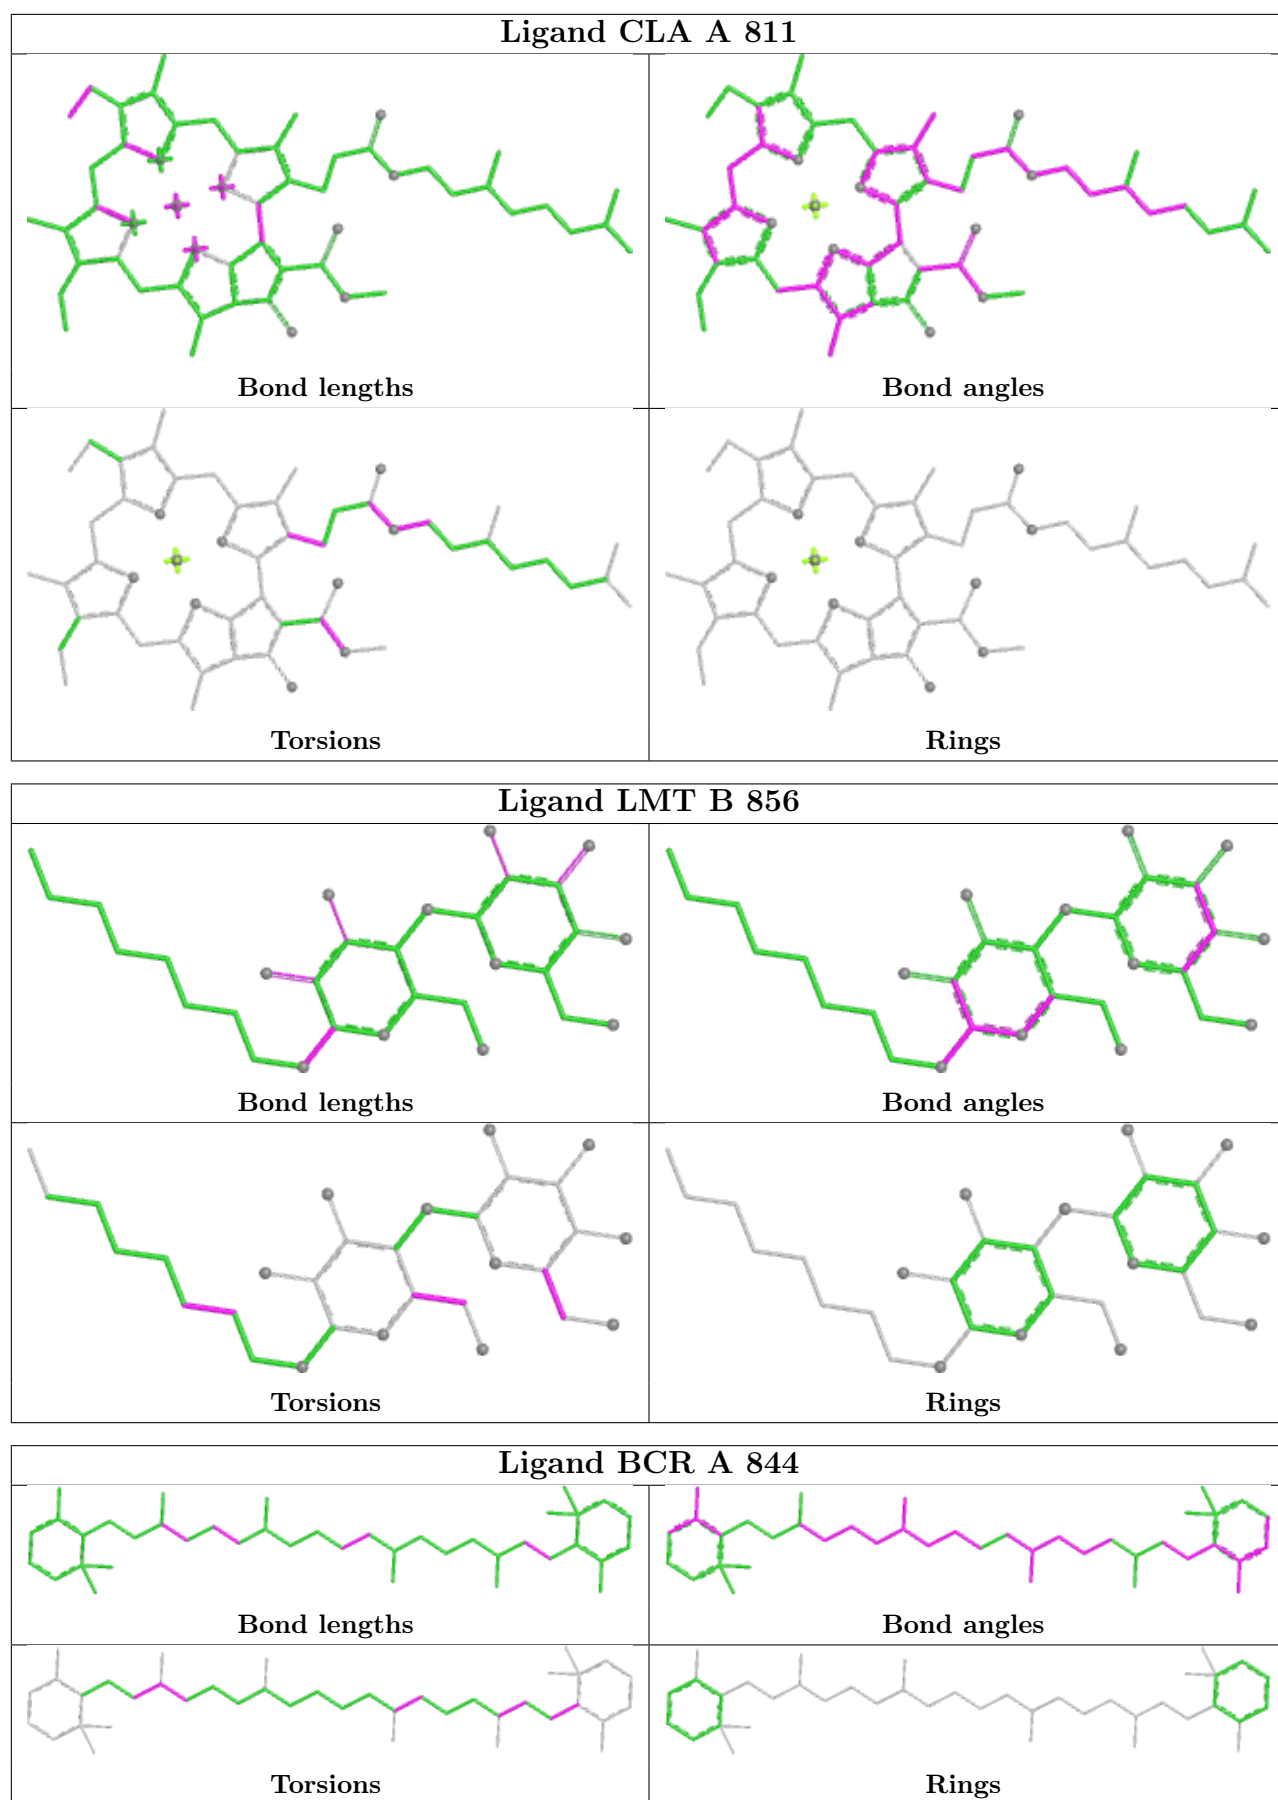 Ligand CLA A 811
Bond lengths
Bond angles
Torsions
Rings
Ligand LMT B 856
Bond lengths
Bond angles
Torsions
Rings
Ligand BCR A 844
Bond lengths
Bond angles
Torsions
Rings